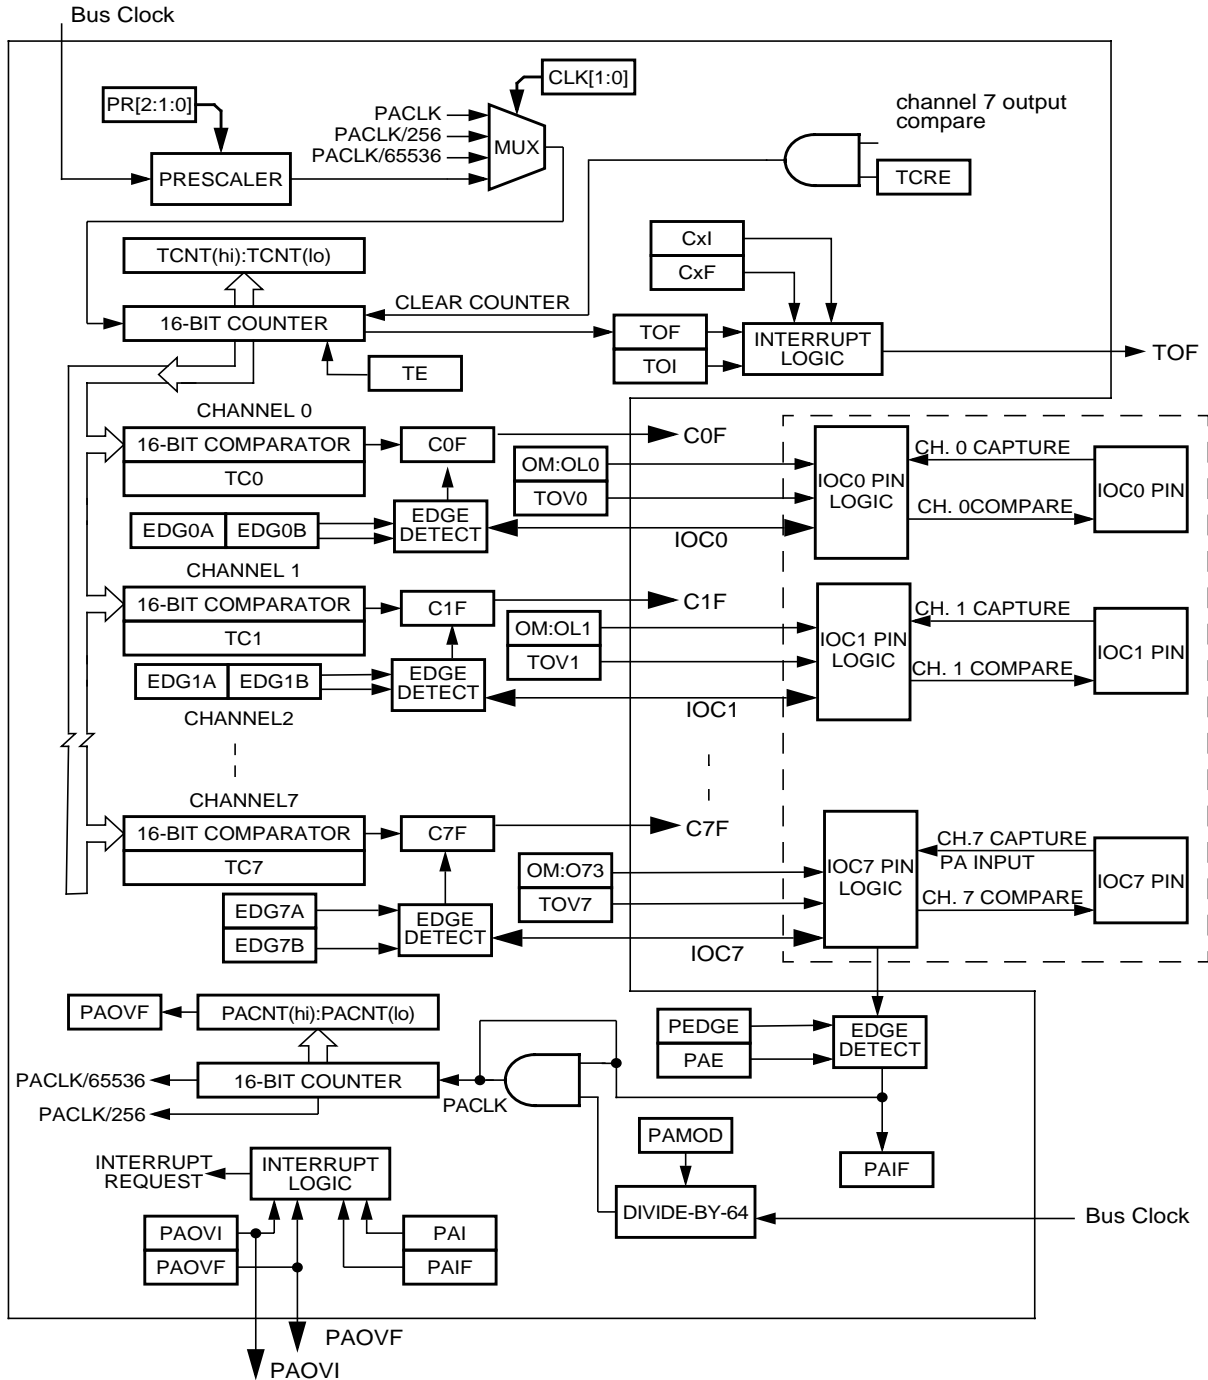 Bus Clock
CLK[1:0]
PR[2:1:0]
PACLK
PACLK/256
PACLK/65536
MUX
PRESCALER
channel 7 output
compare
TCRE
CxI
CxF
TCNT(hi):TCNT(lo)
CLEAR COUNTER
16-BIT COUNTER
TOF
TOI
INTERRUPT
LOGIC
TOF
TE
CHANNEL 0
16-BIT COMPARATOR
TC0
C0F
C0F
OM:OL0
TOV0
EDG0A
EDG0B
EDGE
DETECT
IOC0
IOC0 PIN
LOGIC
CH. 0 CAPTURE
CH. 0COMPARE
IOC0 PIN
CHANNEL 1
16-BIT COMPARATOR
TC1
C1F
C1F
OM:OL1
TOV1
EDG1A
EDG1B
EDGE
DETECT
IOC1
IOC1 PIN
LOGIC
CH. 1 CAPTURE
CH. 1 COMPARE
IOC1 PIN
CHANNEL2
CHANNEL7
16-BIT COMPARATOR
TC7
C7F
C7F
OM:O73
TOV7
EDG7A
EDG7B
EDGE
DETECT
IOC7
IOC7 PIN
LOGIC
CH.7 CAPTURE
PA INPUT
CH. 7 COMPARE
IOC7 PIN
PAOVF
PACNT(hi):PACNT(lo)
PEDGE
PAE
EDGE
DETECT
PACLK/65536
16-BIT COUNTER
PACLK
PACLK/256
PAMOD
PAIF
INTERRUPT
REQUEST
INTERRUPT
LOGIC
DIVIDE-BY-64
Bus Clock
PAOVI
PAOVF
PAI
PAIF
PAOVF
PAOVI